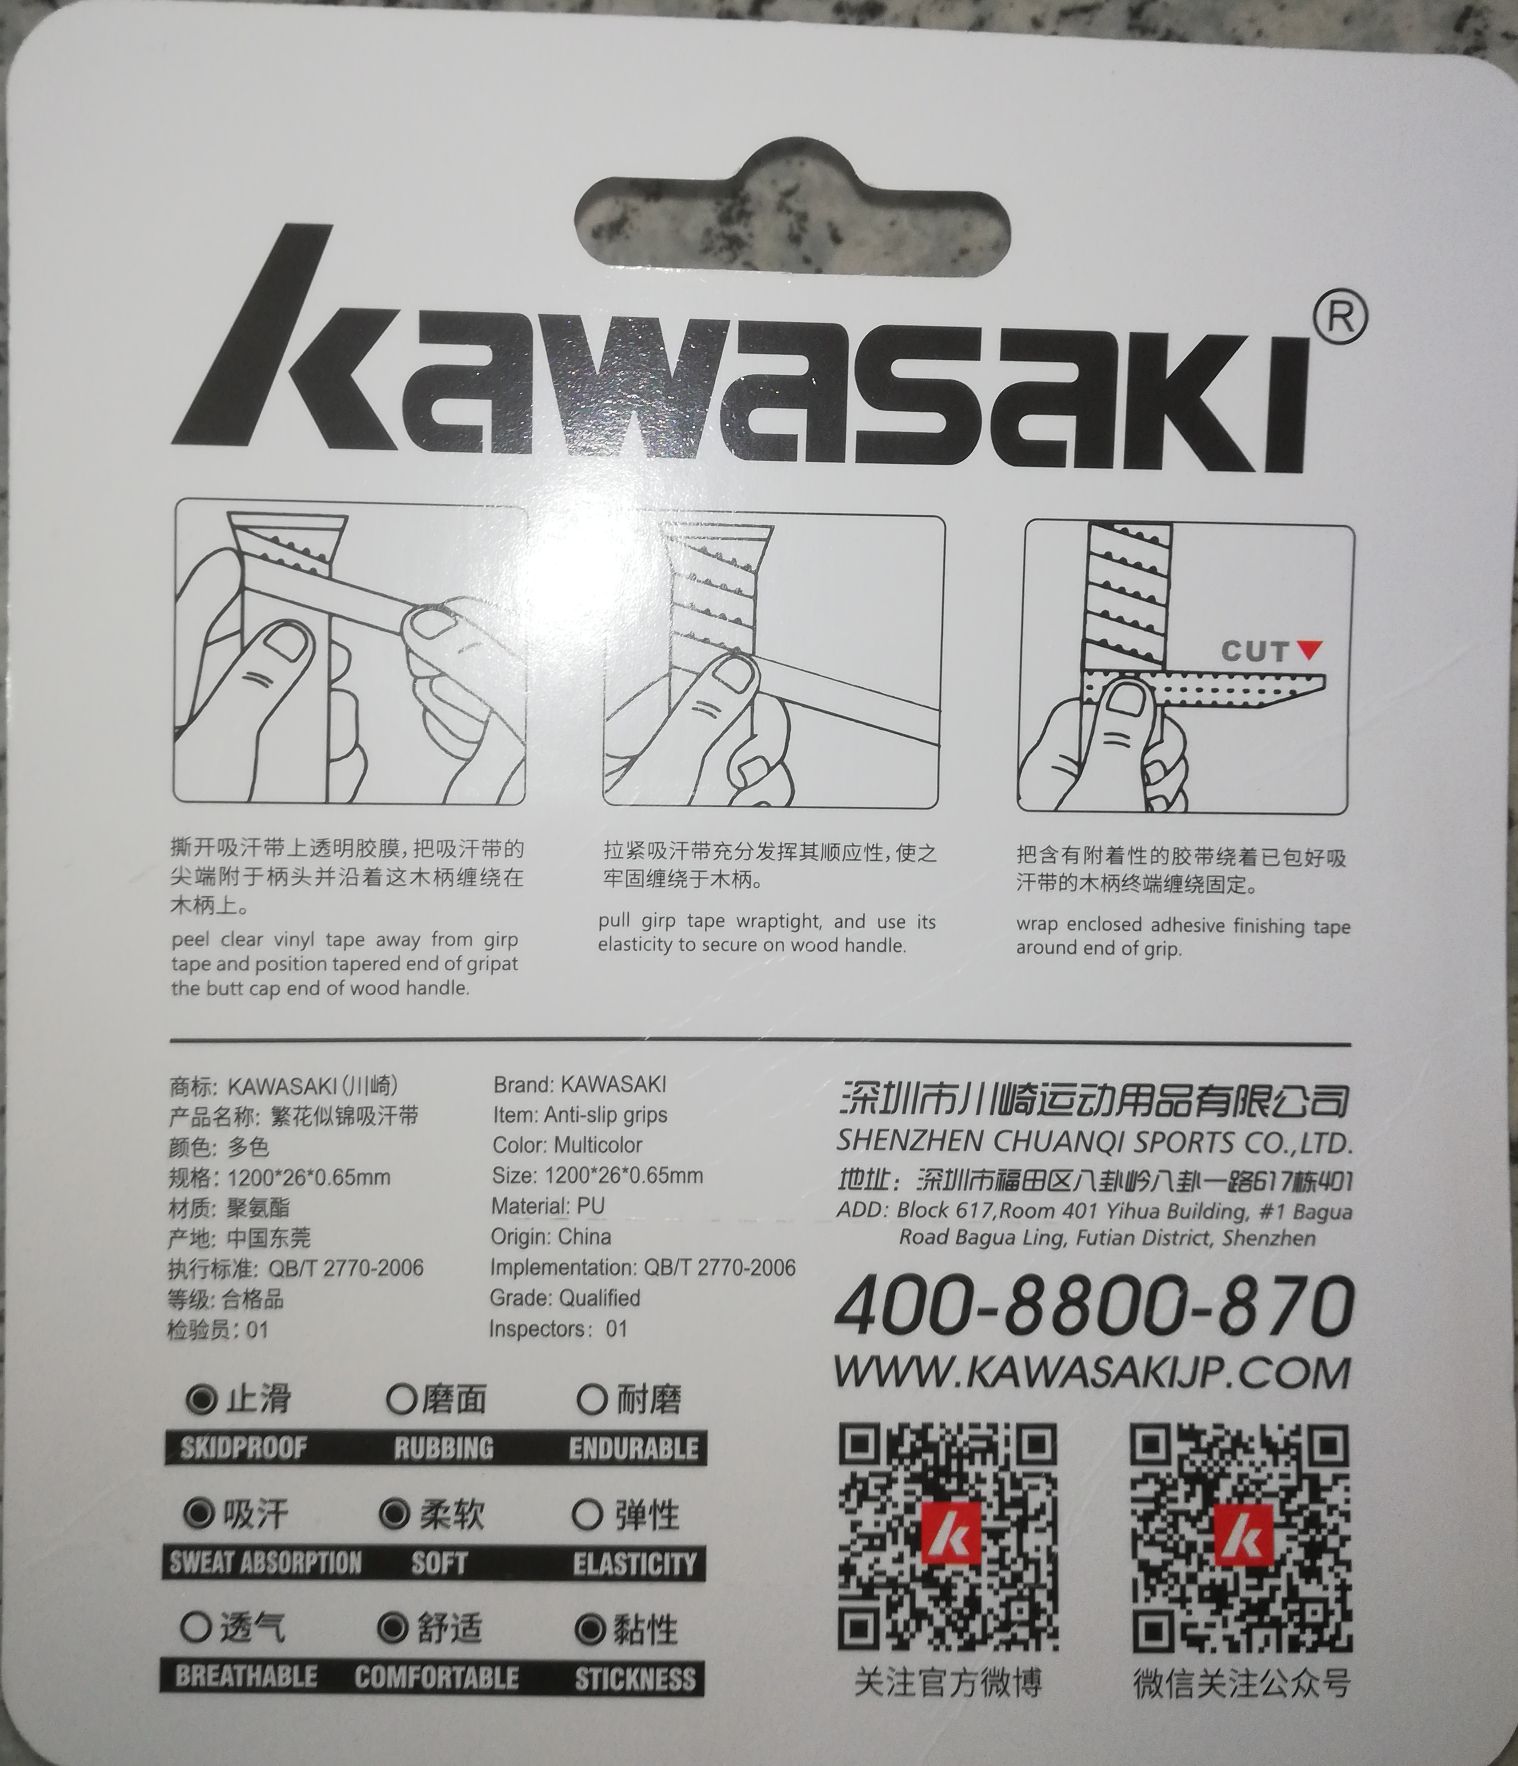 kawasaki®
CUT
撕开吸汗带上透明胶膜，把吸汗带的
尖端附于柄头并沿着这木柄缠绕在
木柄上。
peel clear vinyl tape away from girp
tape and position tapered end of gripat
the butt cap end of wood handle.
拉紧吸汗带充分发挥其顺应性，使之
牢固缠绕于木柄。
pull girp tape wraptight, and use its
elasticity to secure on wood handle.
把含有附着性的胶带绕着已包好吸
汗带的木柄终端缠绕固定。
wrap enclosed adhesive finishing tape
around end of grip.
商标: KAWASAKI（川崎）
产品名称: 繁花似锦吸汗带
颜色: 多色
规格: 1200*26*0.65mm
材质: 聚氨酯
产地: 中国东莞
执行标准: QB/T 2770-2006
等级: 合格品
检验员: 01
Brand: KAWASAKI
Item: Anti-slip grips
Color: Multicolor
Size: 1200*26*0.65mm
Material: PU
Origin: China
Implementation: QB/T 2770-2006
Grade: Qualified
Inspectors: 01
深圳市川崎运动用品有限公司
SHENZHEN CHUANQI SPORTS CO.,LTD.
地址：深圳市福田区八卦岭八卦一路617栋401
ADD: Block 617,Room 401 Yihua Building, #1 Bagua
Road Bagua Ling, Futian District, Shenzhen
400-8800-870
WWW.KAWASAKIJP.COM
止滑 磨面 耐磨
SKIDPROOF RUBBING ENDURABLE
吸汗 柔软 弹性
SWEAT ABSORPTION SOFT ELASTICITY
透气 舒适 黏性
BREATHABLE COMFORTABLE STICKNESS
k
k
关注官方微博
微信关注公众号